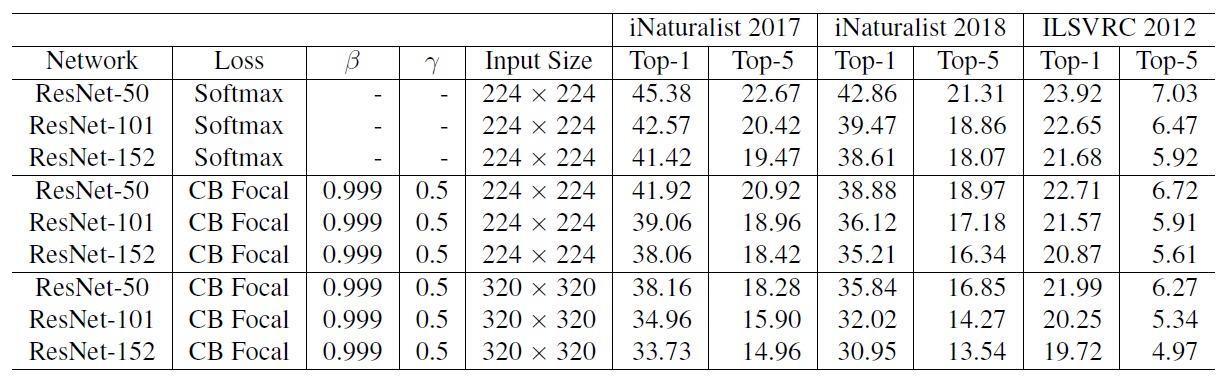 iNaturalist 2017 iNaturalist 2018 ILSVRC 2012
Network Loss β γ Input Size Top-1 Top-5 Top-1 Top-5 Top-1 Top-5
ResNet-50 Softmax - - 224 × 224 45.38 22.67 42.86 21.31 23.92 7.03
ResNet-101 Softmax - - 224 × 224 42.57 20.42 39.47 18.86 22.65 6.47
ResNet-152 Softmax - - 224 × 224 41.42 19.47 38.61 18.07 21.68 5.92
ResNet-50 CB Focal 0.999 0.5 224 × 224 41.92 20.92 38.88 18.97 22.71 6.72
ResNet-101 CB Focal 0.999 0.5 224 × 224 39.06 18.96 36.12 17.18 21.57 5.91
ResNet-152 CB Focal 0.999 0.5 224 × 224 38.06 18.42 35.21 16.34 20.87 5.61
ResNet-50 CB Focal 0.999 0.5 320 × 320 38.16 18.28 35.84 16.85 21.99 6.27
ResNet-101 CB Focal 0.999 0.5 320 × 320 34.96 15.90 32.02 14.27 20.25 5.34
ResNet-152 CB Focal 0.999 0.5 320 × 320 33.73 14.96 30.95 13.54 19.72 4.97